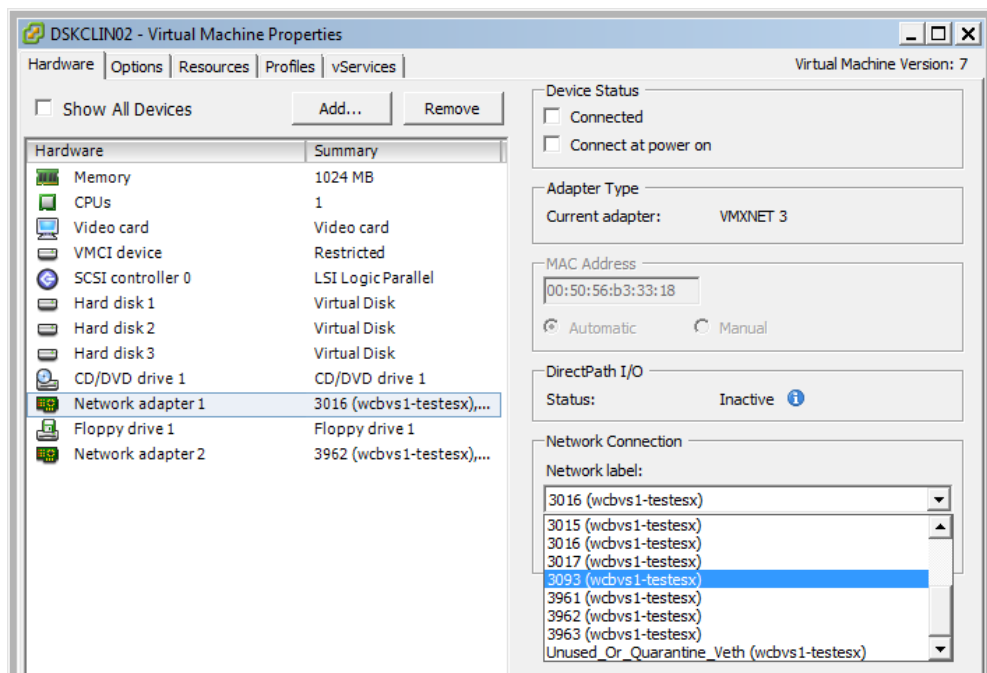 DSKCLIN02 - Virtual Machine Properties
Hardware Options Resources Profiles vServices Virtual Machine Version: 7
Show All Devices Add... Remove
Hardware Summary
Memory 1024 MB
CPUs 1
Video card Video card
VMCI device Restricted
SCSI controller 0 LSI Logic Parallel
Hard disk 1 Virtual Disk
Hard disk 2 Virtual Disk
Hard disk 3 Virtual Disk
CD/DVD drive 1 CD/DVD drive 1
Network adapter 1 3016 (wcbvs1-testesx),...
Floppy drive 1 Floppy drive 1
Network adapter 2 3962 (wcbvs1-testesx),...
Device Status
Connected
Connect at power on
Adapter Type
Current adapter: VMXNET 3
MAC Address
00:50:56:b3:33:18
Automatic Manual
DirectPath I/O
Status: Inactive
Network Connection
Network label:
3016 (wcbvs1-testesx)
3015 (wcbvs1-testesx)
3016 (wcbvs1-testesx)
3017 (wcbvs1-testesx)
3093 (wcbvs1-testesx)
3961 (wcbvs1-testesx)
3962 (wcbvs1-testesx)
3963 (wcbvs1-testesx)
Unused_Or_Quarantine_Veth (wcbvs1-testesx)